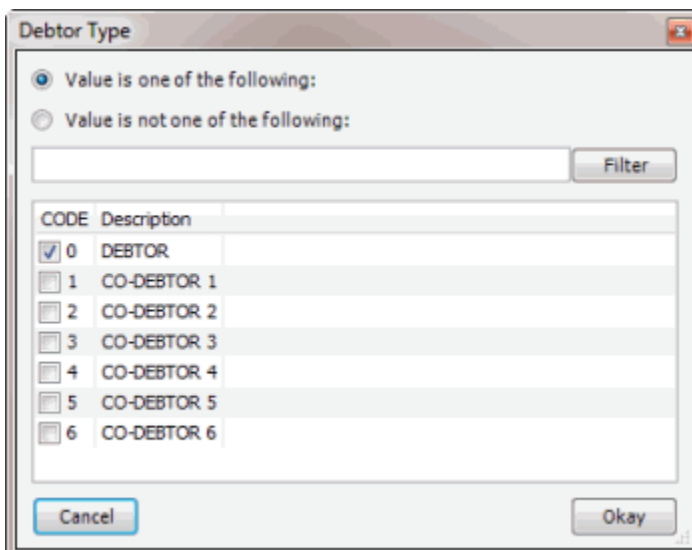 Debtor Type
Value is one of the following:
Value is not one of the following:
Filter
CODE Description
0 DEBTOR
1 CO-DEBTOR 1
2 CO-DEBTOR 2
3 CO-DEBTOR 3
4 CO-DEBTOR 4
5 CO-DEBTOR 5
6 CO-DEBTOR 6
Cancel Okay